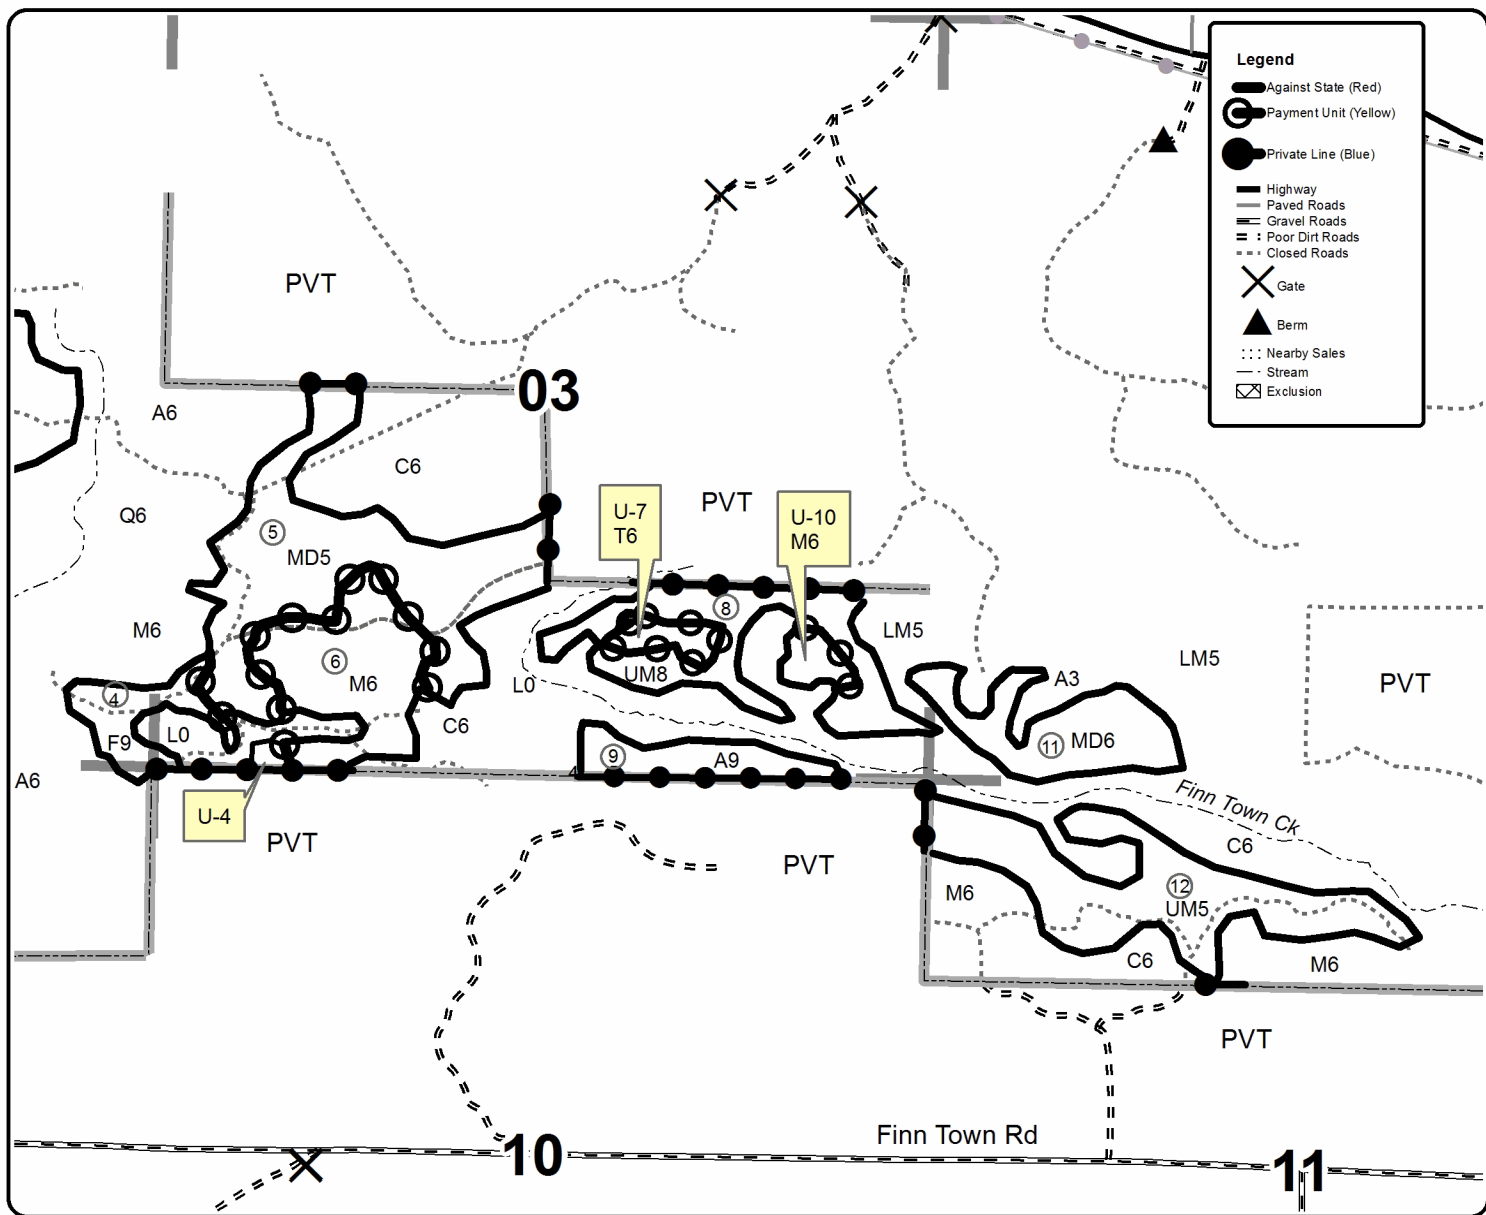 Legend
Against State (Red)
Payment Unit (Yellow)
Private Line (Blue)
Highway
Paved Roads
Gravel Roads
Poor Dirt Roads
Closed Roads
Gate
Berm
Nearby Sales
Stream
Exclusion
PVT
03
A6
C6
Q6
5
MD5
U-7
T6
PVT
U-10
M6
M6
6
M6
8
LM5
UM8
L0
LM5
A3
PVT
4
F9
L0
C6
11
MD6
A6
4
9
A9
U-4
PVT
PVT
Finn Town Ck
C6
M6
12
UM5
C6
M6
PVT
Finn Town Rd
10
11